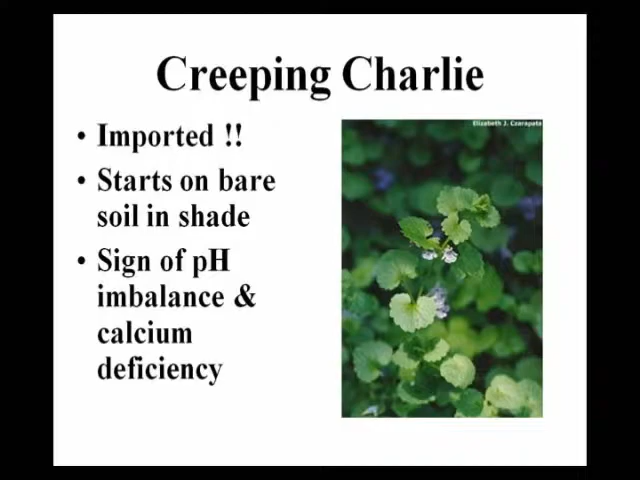 Creeping Charlie
• Imported !!
• Starts on bare
soil in shade
• Sign of pH
imbalance &
calcium
deficiency
Elizabeth J. Czarapata